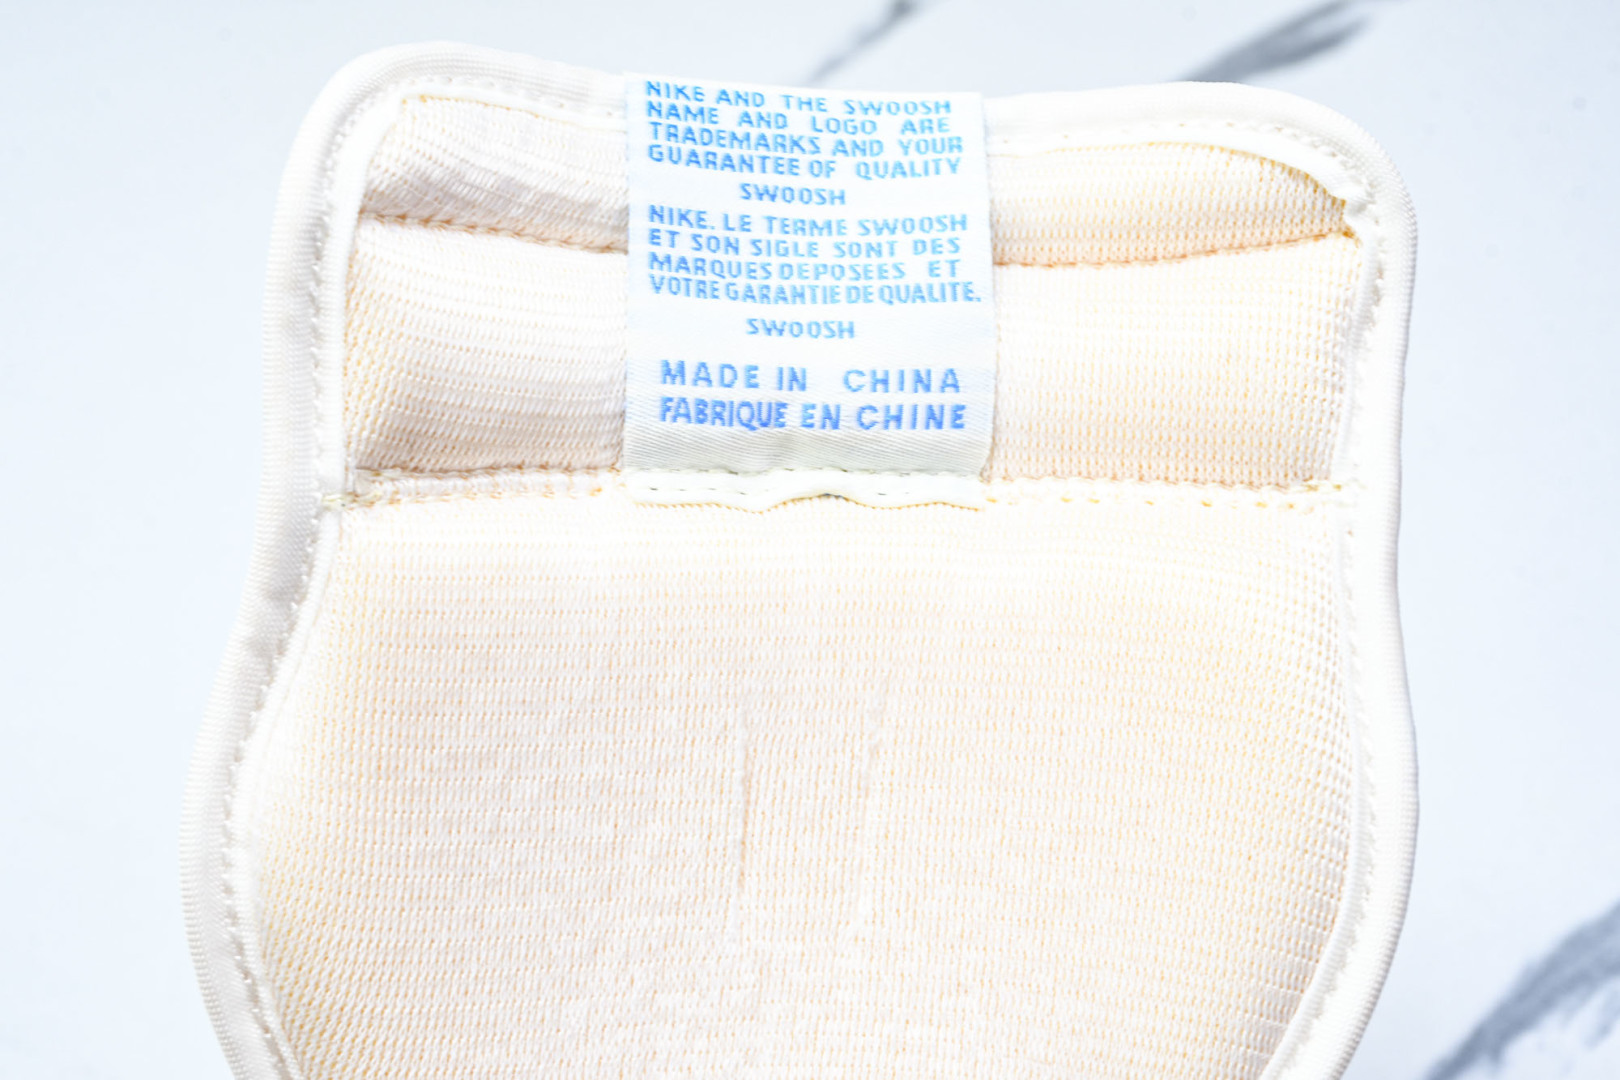 NIKE AND THE SWOOSH
NAME AND LOGO ARE
TRADEMARKS AND YOUR
GUARANTEE OF QUALITY
SWOOSH
NIKE. LE TERME SWOOSH
ET SON SIGLE SONT DES
MARQUES DEPOSEES ET
VOTRE GARANTIE DE QUALITE.
SWOOSH
MADE IN CHINA
FABRIQUE EN CHINE